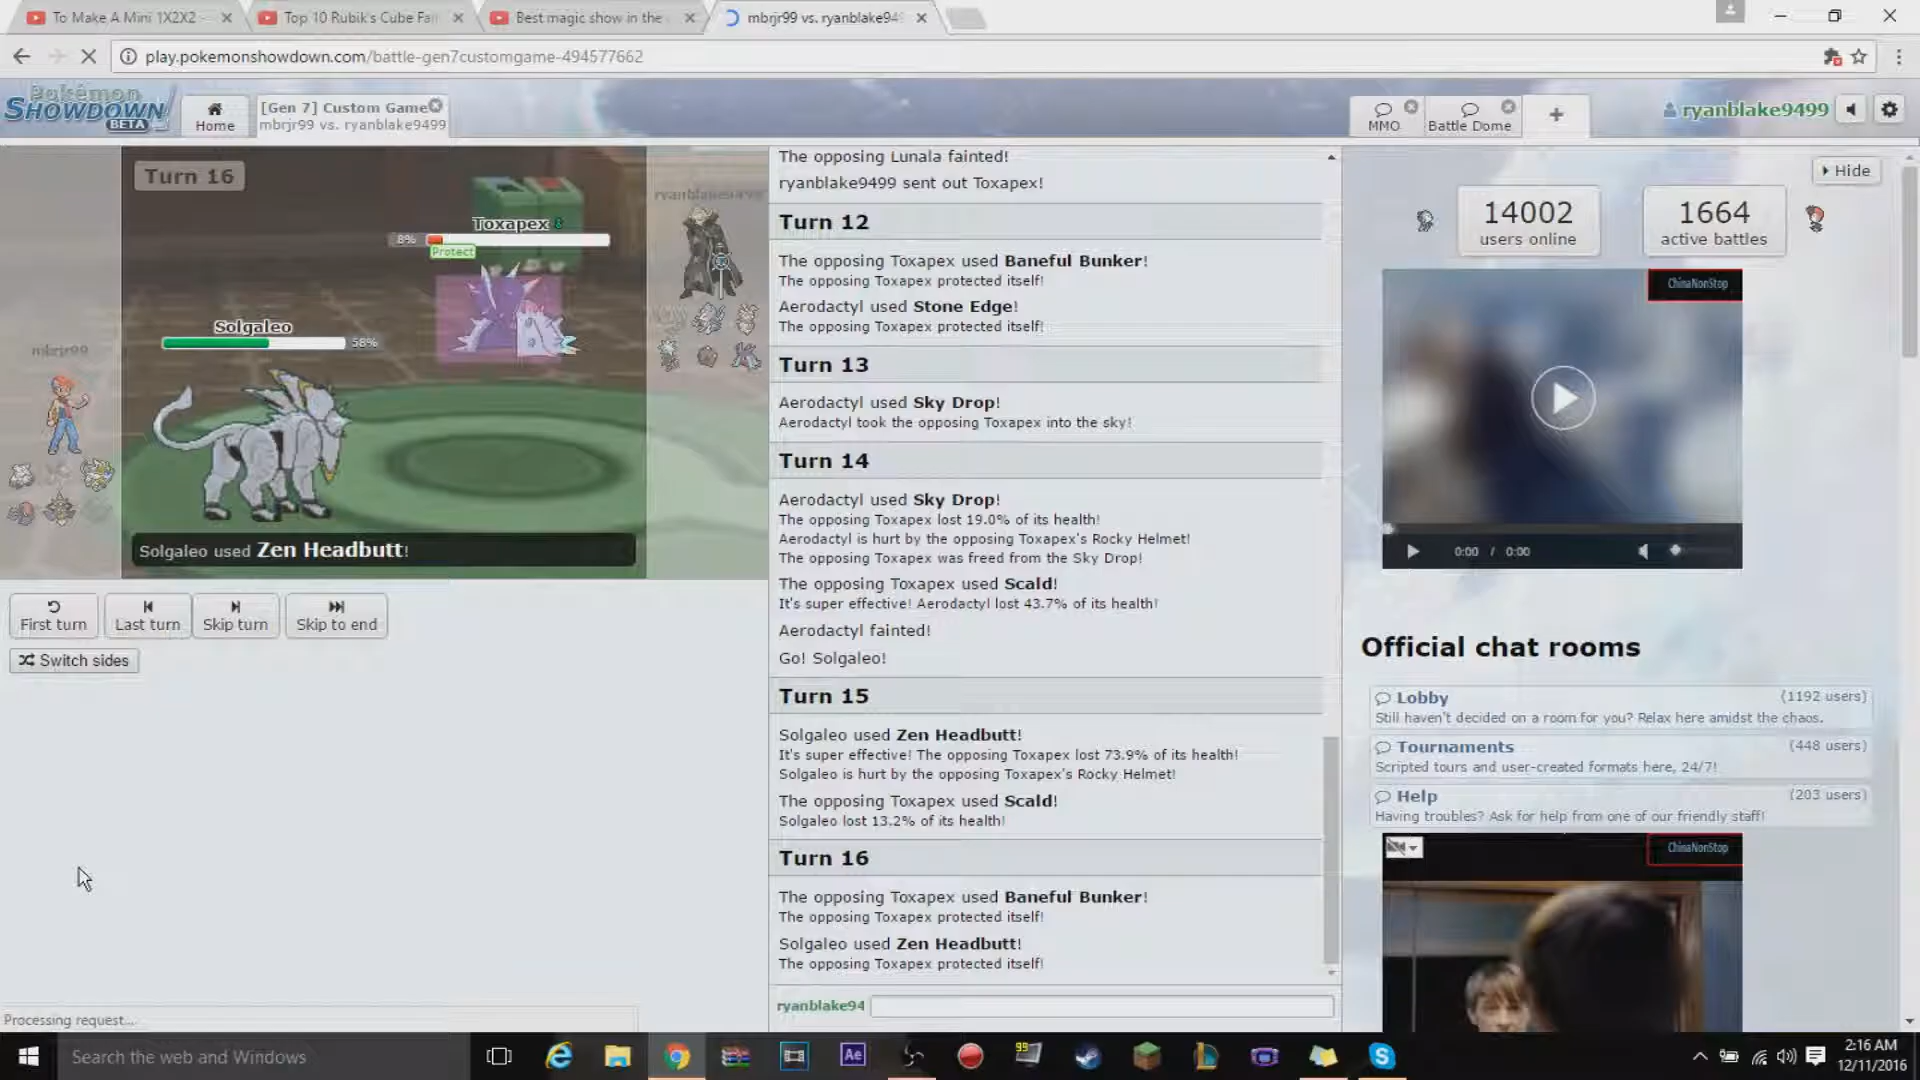 To Make A Mini 1X2X2 -
Top 10 Rubik's Cube Fai
Best magic show in the
mbrjr99 vs. ryanblake949
play.pokemonshowdown.com/battle-gen7customgame-494577662
Pokémon
SHOWDOWN
BETA
Home
[Gen 7] Custom Game
mbrjr99 vs. ryanblake9499
MMO
Battle Dome
+
ryanblake9499
Turn 16
Toxapex
8%
Protect
Solgaleo
58%
mbrjr99
ryanblake9499
Solgaleo used Zen Headbutt!
First turn
Last turn
Skip turn
Skip to end
Switch sides
Processing request...
The opposing Lunala fainted!
ryanblake9499 sent out Toxapex!
Turn 12
The opposing Toxapex used Baneful Bunker!
The opposing Toxapex protected itself!
Aerodactyl used Stone Edge!
The opposing Toxapex protected itself!
Turn 13
Aerodactyl used Sky Drop!
Aerodactyl took the opposing Toxapex into the sky!
Turn 14
Aerodactyl used Sky Drop!
The opposing Toxapex lost 19.0% of its health!
Aerodactyl is hurt by the opposing Toxapex's Rocky Helmet!
The opposing Toxapex was freed from the Sky Drop!
The opposing Toxapex used Scald!
It's super effective! Aerodactyl lost 43.7% of its health!
Aerodactyl fainted!
Go! Solgaleo!
Turn 15
Solgaleo used Zen Headbutt!
It's super effective! The opposing Toxapex lost 73.9% of its health!
Solgaleo is hurt by the opposing Toxapex's Rocky Helmet!
The opposing Toxapex used Scald!
Solgaleo lost 13.2% of its health!
Turn 16
The opposing Toxapex used Baneful Bunker!
The opposing Toxapex protected itself!
Solgaleo used Zen Headbutt!
The opposing Toxapex protected itself!
ryanblake94
Hide
14002
users online
1664
active battles
ChinaNonStop
0:00 / 0:00
Official chat rooms
Lobby (1192 users)
Still haven't decided on a room for you? Relax here amidst the chaos.
Tournaments (448 users)
Scripted tours and user-created formats here, 24/7!
Help (203 users)
Having troubles? Ask for help from one of our friendly staff!
ChinaNonStop
Search the web and Windows
Ae
99
2:16 AM
12/11/2016